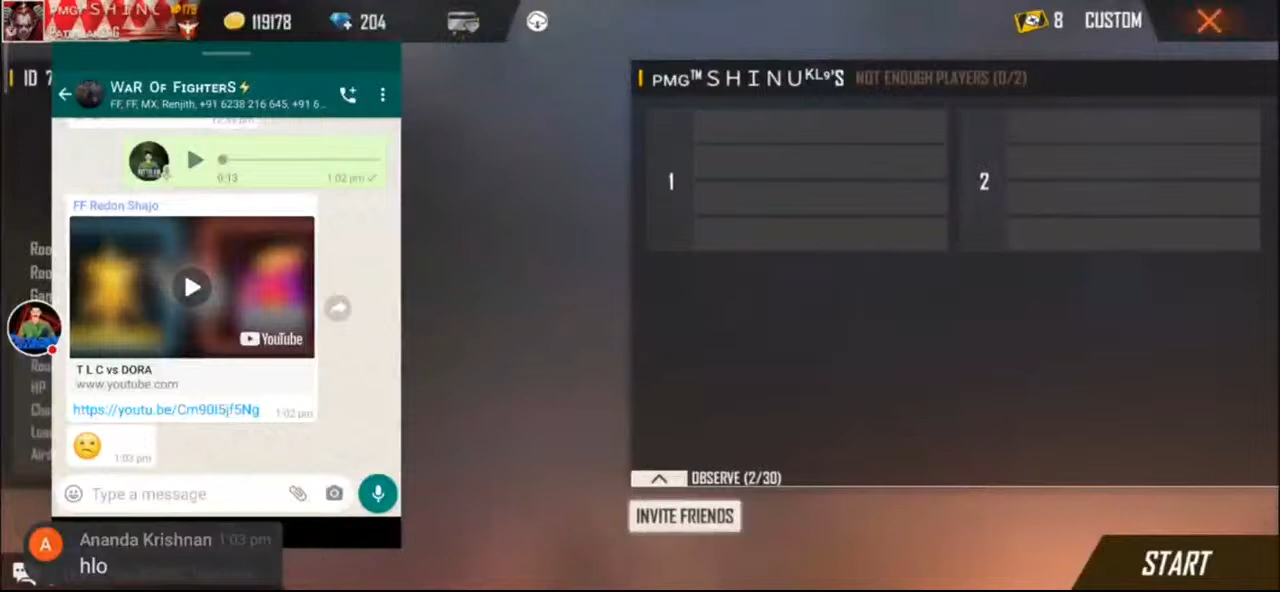 119178
204
8
CUSTOM
ID
WaR Of FighterS⚡
FF, FF, MX, Renjith, +91 6238 216 645, +91 6...
0:13
1:02 pm
FF Redon Shajo
YouTube
T L C vs DORA
www.youtube.com
https://youtu.be/Cm90I5jf5Ng
1:02 pm
😕
1:03 pm
Type a message
A
Ananda Krishnan 1:03 pm
hlo
PMG™ S H I N U ᴷᴸ⁹'S NOT ENOUGH PLAYERS (0/2)
1
2
OBSERVE (2/30)
INVITE FRIENDS
START
HP